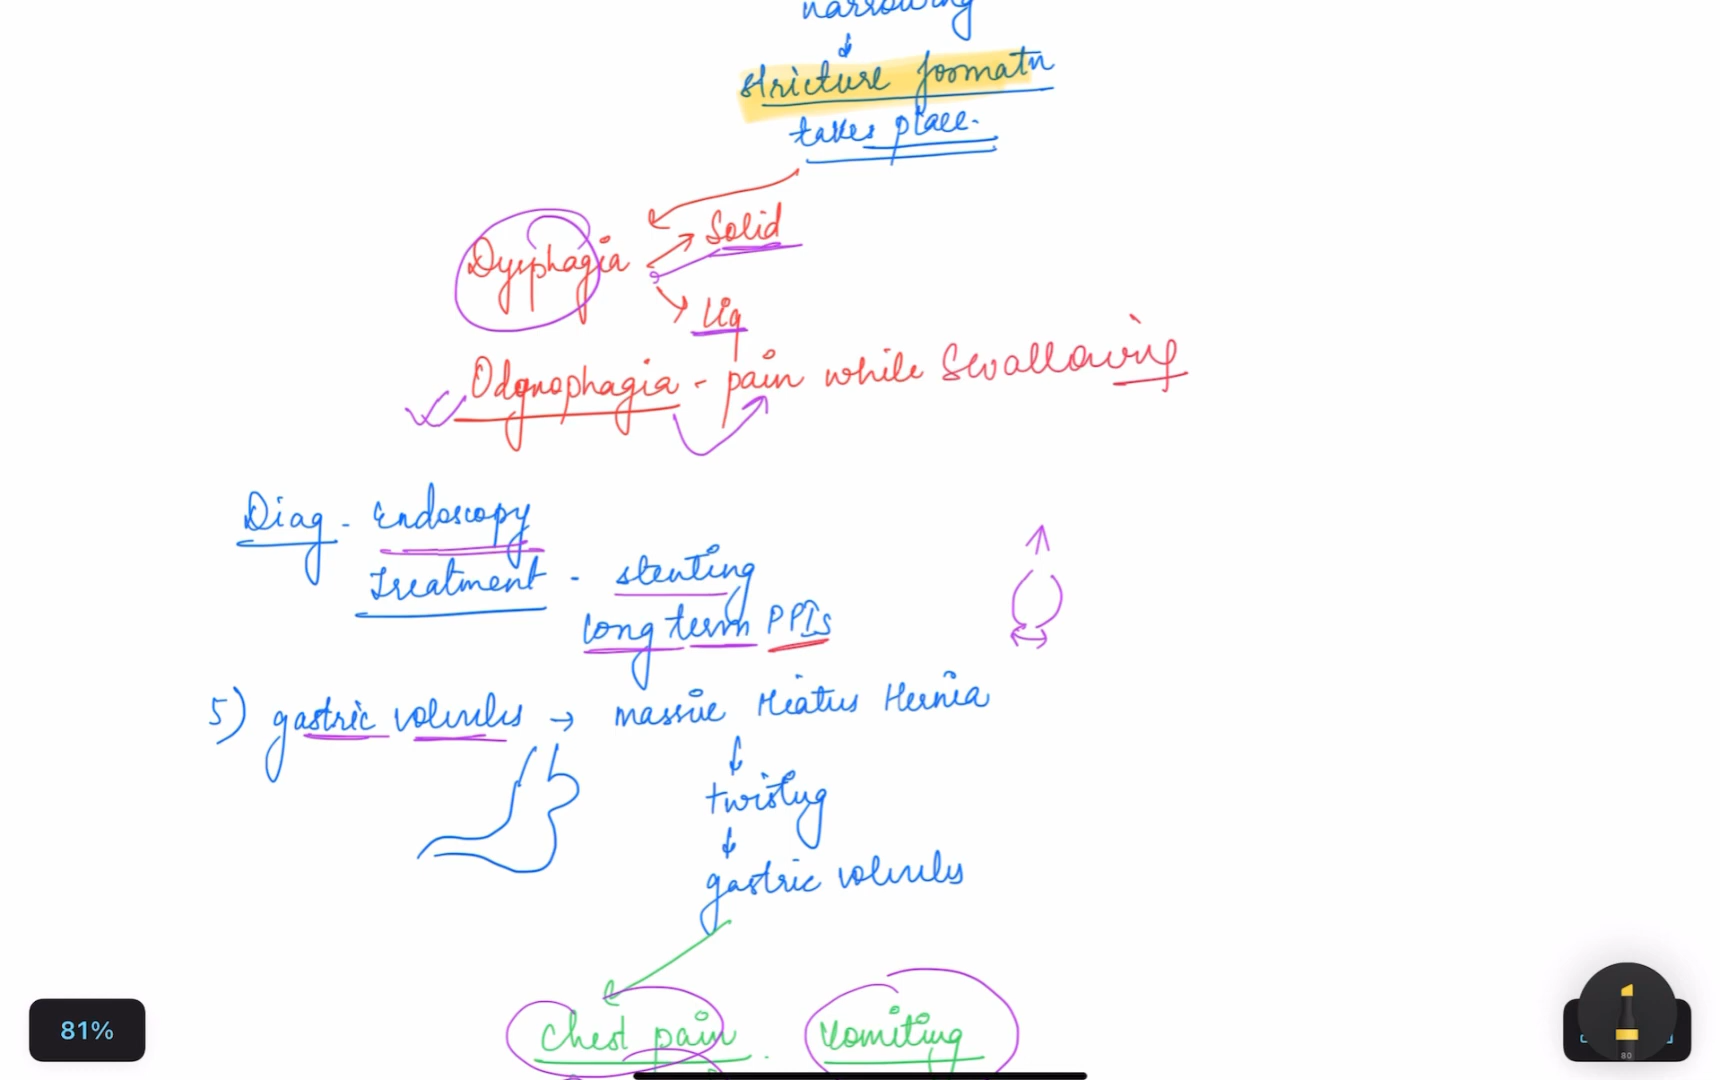 narrowing
↓
stricture formatn
takes place.
Dysphagia → Solid
→ Liq
Odynophagia - pain while Swallowing
Diag - Endoscopy
Treatment - stenting
long term PPIs
5) gastric volvulus → massive Hiatus Hernia
↓
twisting
↓
gastric volvulus
chest pain. Vomiting
81%
80